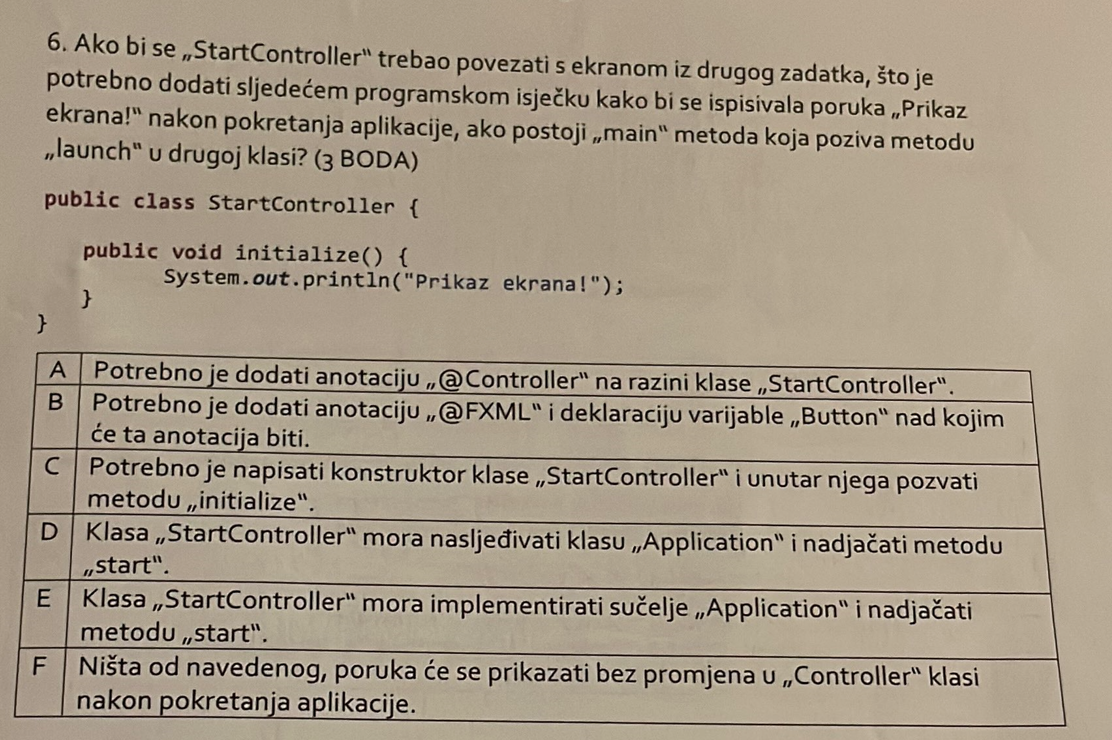 6. Ako bi se „StartController" trebao povezati s ekranom iz drugog zadatka, što je
potrebno dodati sljedećem programskom isječku kako bi se ispisivala poruka „Prikaz
ekrana!" nakon pokretanja aplikacije, ako postoji „main" metoda koja poziva metodu
„launch" u drugoj klasi? (3 BODA)
public class StartController {
public void initialize() {
System.out.println("Prikaz ekrana!");
}
}
A Potrebno je dodati anotaciju „@Controller" na razini klase „StartController".
B Potrebno je dodati anotaciju „@FXML" i deklaraciju varijable „Button" nad kojim
će ta anotacija biti.
C Potrebno je napisati konstruktor klase „StartController" i unutar njega pozvati
metodu „initialize".
D Klasa „StartController" mora nasljeđivati klasu „Application" i nadjačati metodu
„start".
E Klasa „StartController" mora implementirati sučelje „Application" i nadjačati
metodu „start".
F Ništa od navedenog, poruka će se prikazati bez promjena u „Controller" klasi
nakon pokretanja aplikacije.